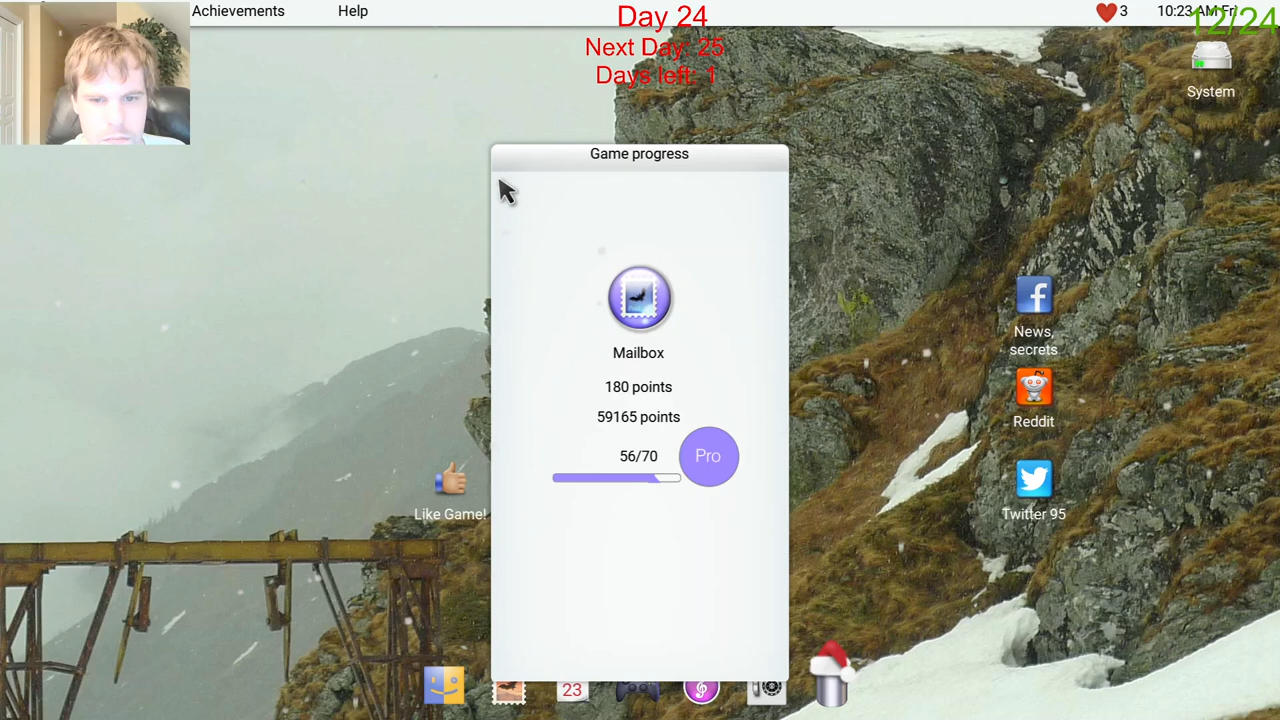 Achievements
Help
Day 24
Next Day: 25
Days left: 1
3
10:23 AM Fri
12/24
System
Game progress
Mailbox
180 points
59165 points
56/70
Pro
News,
secrets
Reddit
Like Game!
Twitter 95
23